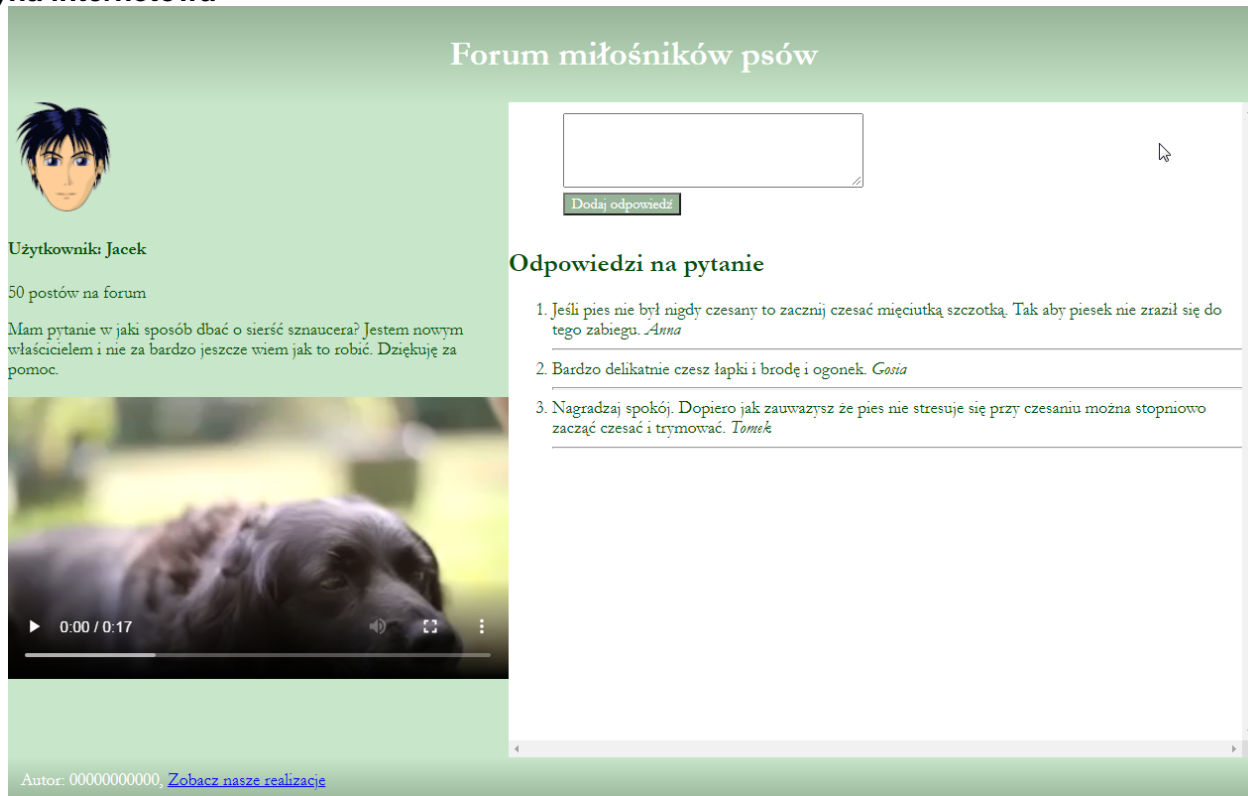 Forum miłośników psów
Dodaj odpowiedź
Użytkownik: Jacek
50 postów na forum
Mam pytanie w jaki sposób dbać o sierść sznaucera? Jestem nowym
właścicielem i nie za bardzo jeszcze wiem jak to robić. Dziękuję za
pomoc.
0:00 / 0:17
Odpowiedzi na pytanie
1. Jeśli pies nie był nigdy czesany to zacznij czesać mięciutką szczotką. Tak aby piesek nie zraził się do
tego zabiegu. Anna
2. Bardzo delikatnie czesz łapki i brodę i ogonek. Gosia
3. Nagradzaj spokój. Dopiero jak zauwazysz że pies nie stresuje się przy czesaniu można stopniowo
zacząć czesać i trymować. Tomek
Autor: 00000000000, Zobacz nasze realizacje